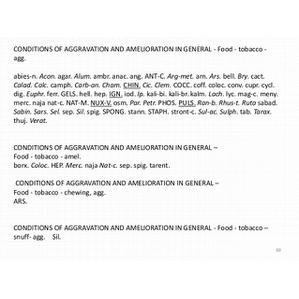 CONDITIONS OF AGGRAVATION AND AMELIORATION IN GENERAL - Food - tobacco -
agg.
abies-n. Acon. agar. Alum. ambr. anac. ang. ANT-C. Arg-met. arn. Ars. bell. Bry. cact.
Calad. Calc. camph. Carb-an. Cham. CHIN. Cic. Clem. COCC. coff. coloc. conv. cupr. cycl.
dig. Euphr. ferr. GELS. hell. hep. IGN. iod. Ip. kali-bi. kali-br. kalm. Lach. lyc. mag-c. meny.
merc. naja nat-c. NAT-M. NUX-V. osm. Par. Petr. PHOS. PULS. Ran-b. Rhus-t. Ruta sabad.
Sabin. Sars. Sel. sep. Sil. spig. SPONG. stann. STAPH. stront-c. Sul-ac. Sulph. tab. Tarax.
thuj. Verat.
CONDITIONS OF AGGRAVATION AND AMELIORATION IN GENERAL –
Food - tobacco - amel.
borx. Coloc. HEP. Merc. naja Nat-c. sep. spig. tarent.
CONDITIONS OF AGGRAVATION AND AMELIORATION IN GENERAL –
Food - tobacco - chewing, agg.
ARS.
CONDITIONS OF AGGRAVATION AND AMELIORATION IN GENERAL - Food - tobacco –
snuff- agg. Sil.